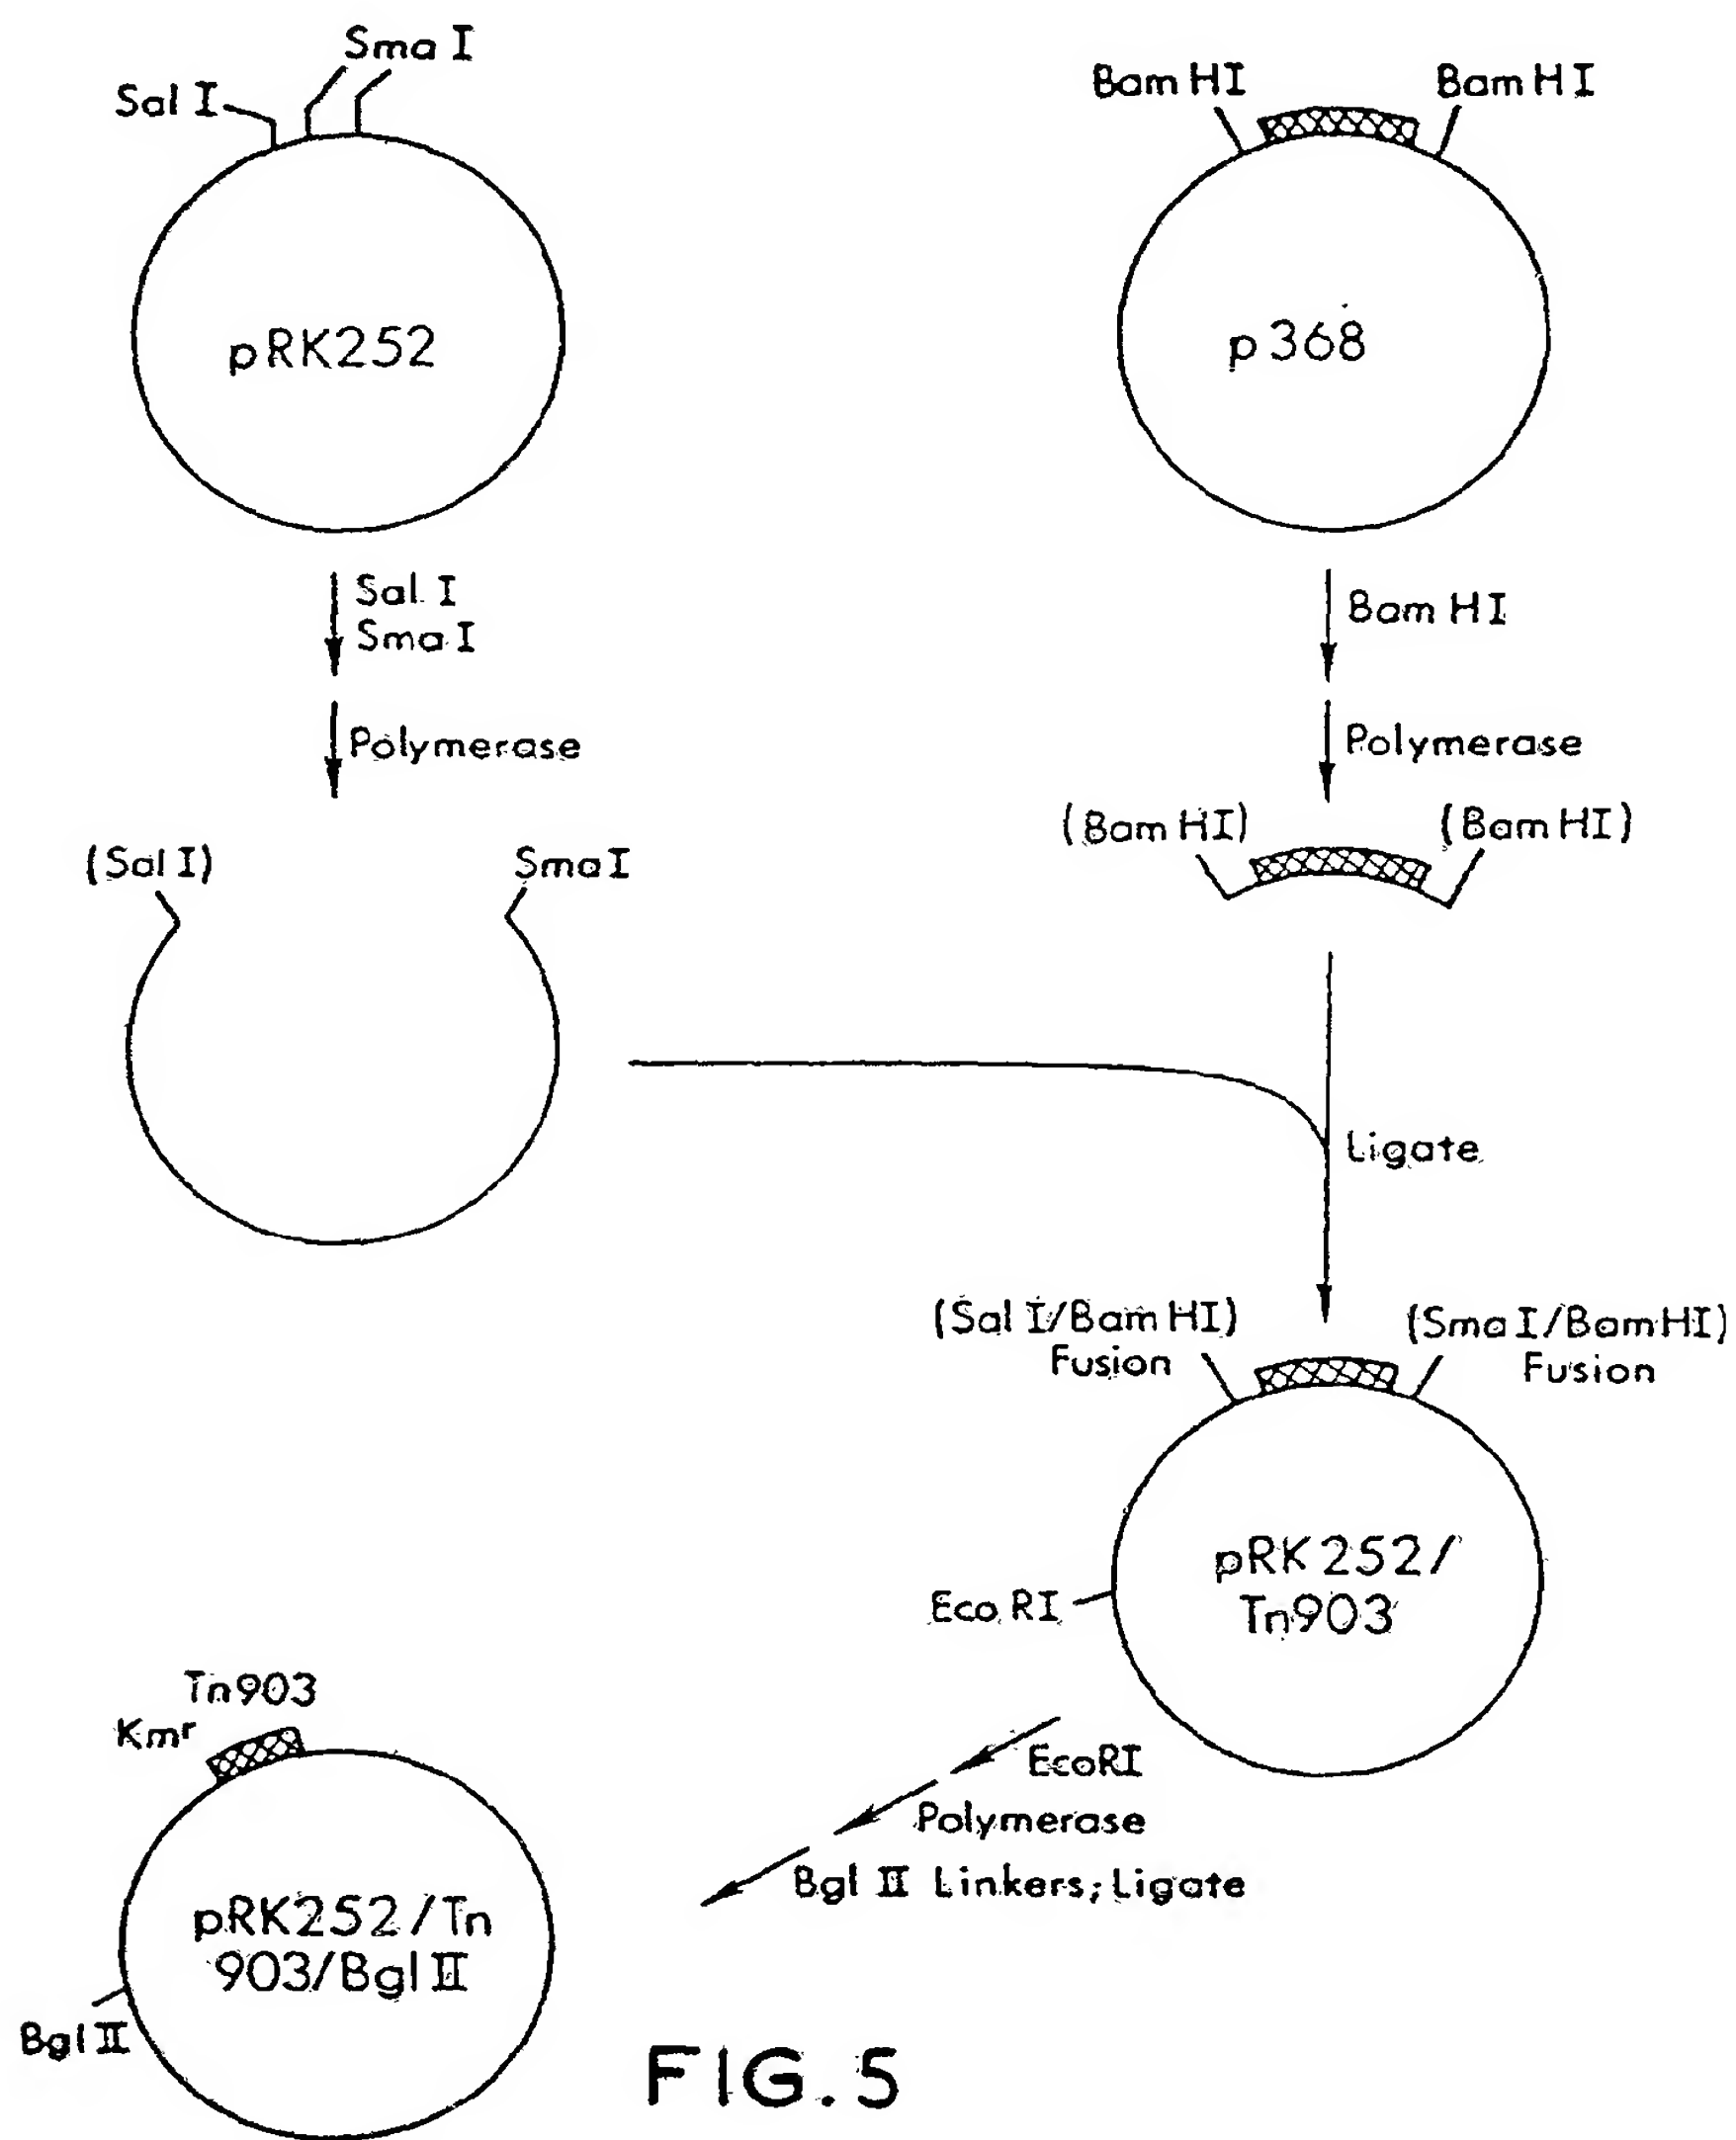 Sma I
Sal I
Bam HI
Bam HI
pRK252
p368
Sal I
Sma I
Bam HI
Polymerase
Polymerase
(Bam HI)
(Bam HI)
(Sal I)
Sma I
Ligate
(Sal I/Bam HI)
Fusion
(Sma I/Bam HI)
Fusion
pRK252/
Tn903
Eco RI
Tn903
Kmr
EcoRI
Polymerase
Bgl II Linkers; Ligate
pRK252/Tn
903/Bgl II
Bgl II
FIG. 5